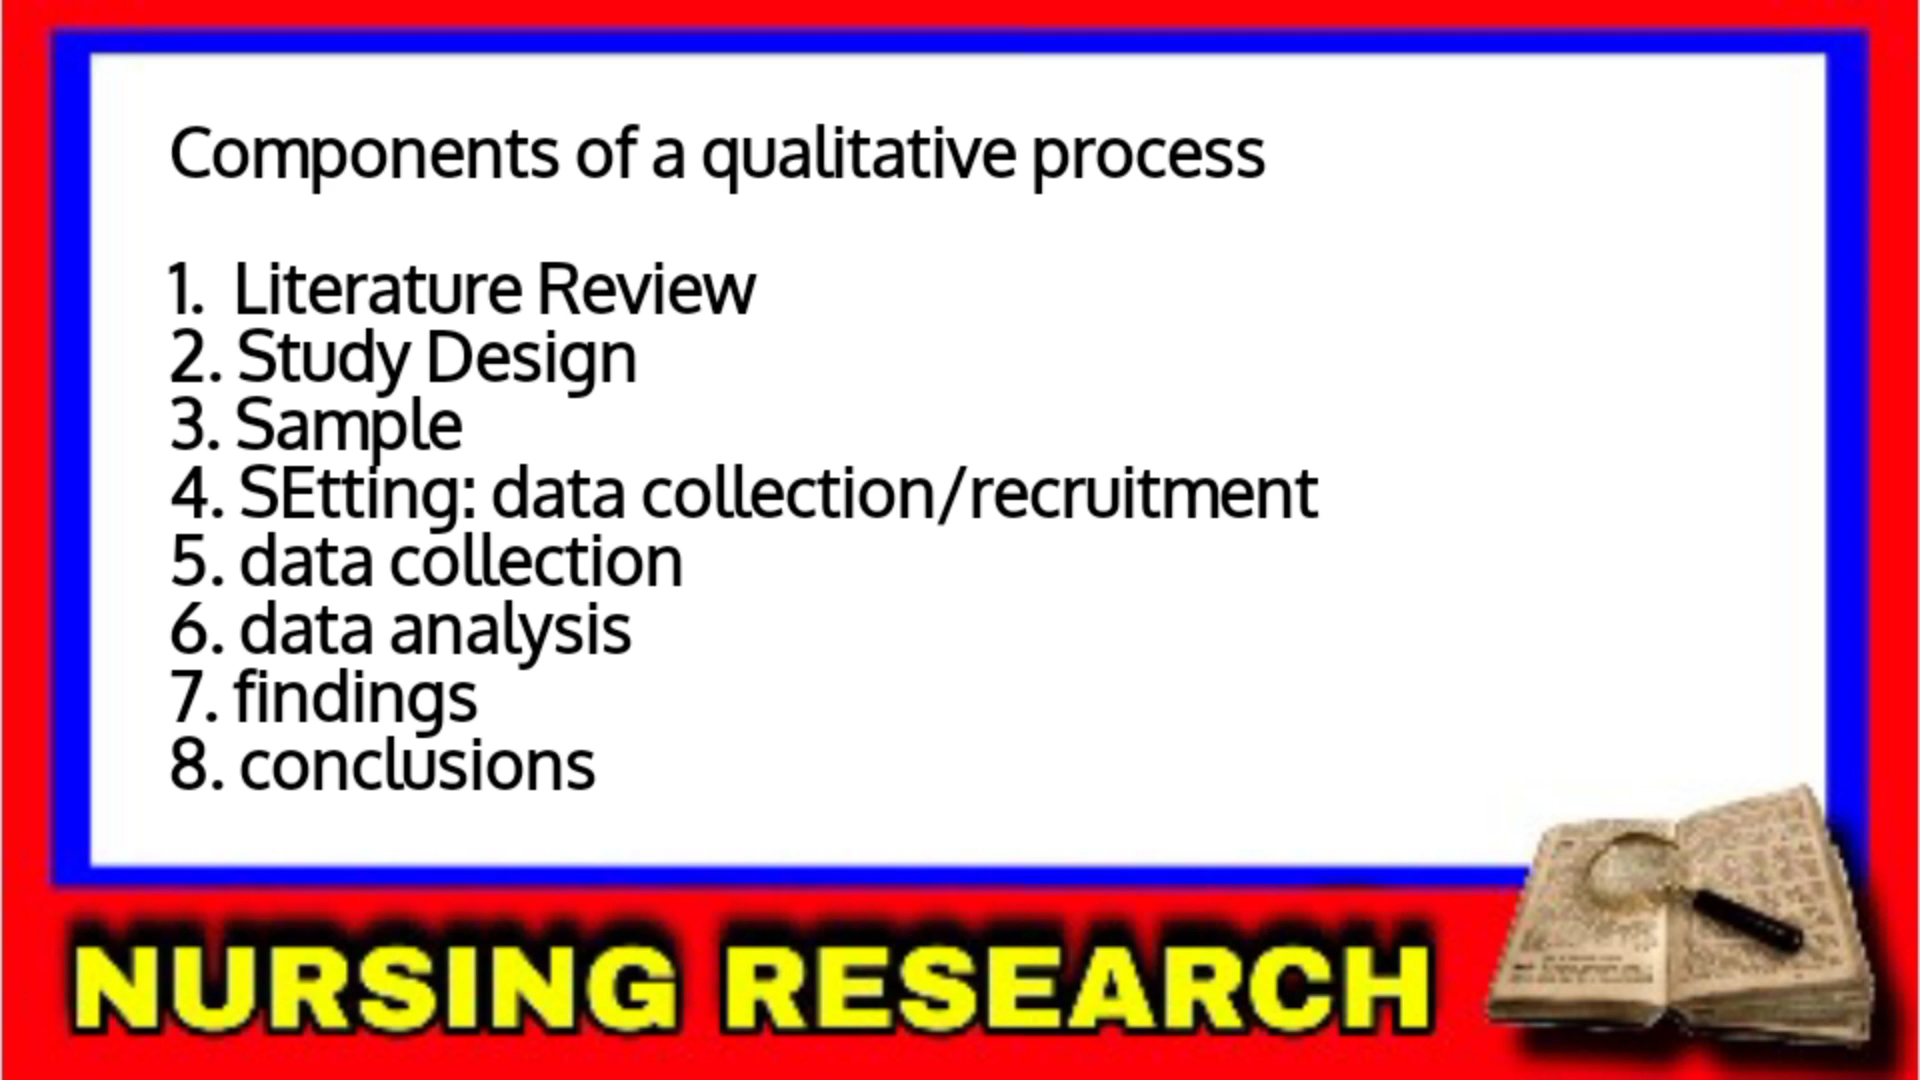 Components of a qualitative process
1. Literature Review
2. Study Design
3. Sample
4. SEtting: data collection/recruitment
5. data collection
6. data analysis
7. findings
8. conclusions
NURSING RESEARCH